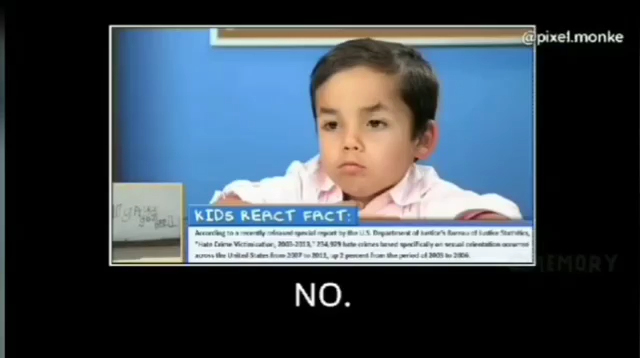 @pixel.monke
KIDS REACT FACT:
According to a recently released special report by the U.S. Department of Justice's Bureau of Justice Statistics,
"Hate Crime Victimization, 2003-2011," 254,929 hate crimes based specifically on sexual orientation occurred
across the United States from 2007 to 2011, up 2 percent from the period of 2003 to 2006.
MEMORY
NO.